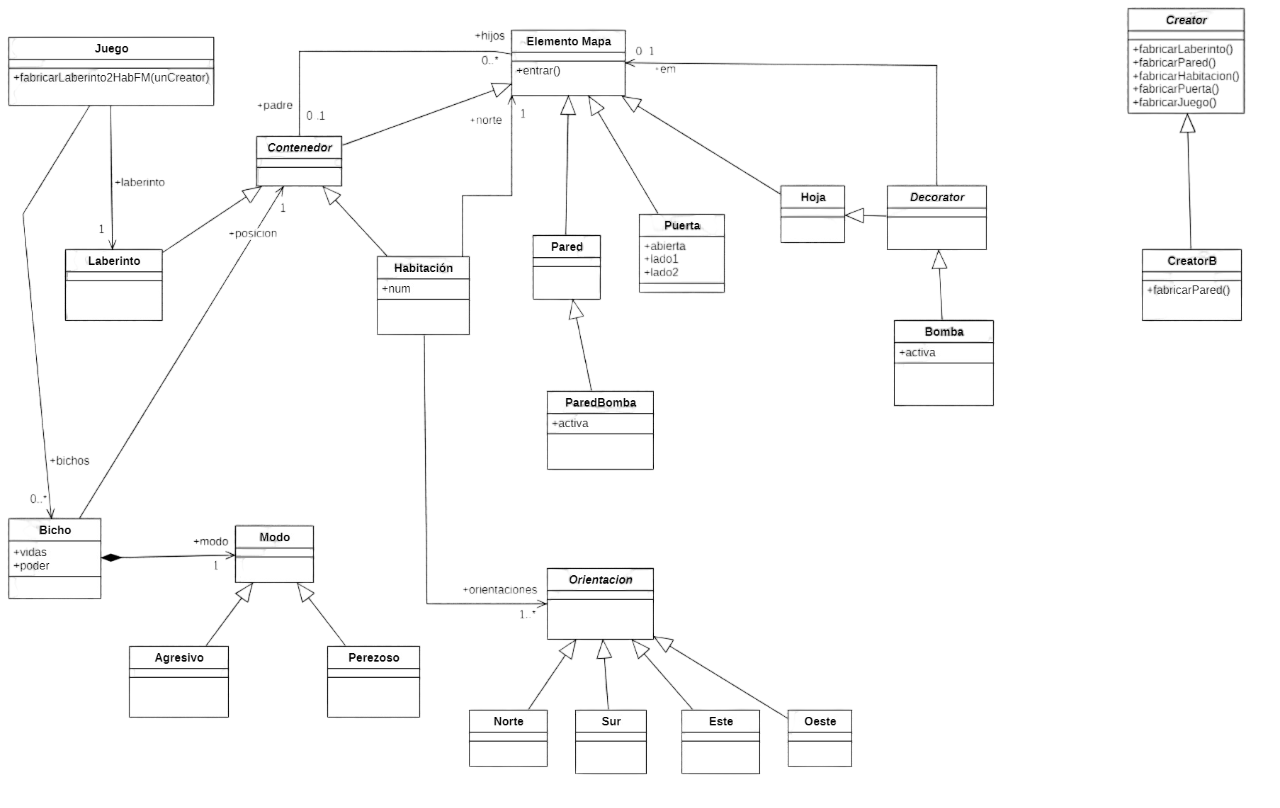 Juego
+fabricarLaberinto2HabFM(unCreator)
+hijos
0..*
Elemento Mapa
+entrar()
0 1
-em
Creator
+fabricarLaberinto()
+fabricarPared()
+fabricarHabitacion()
+fabricarPuerta()
+fabricarJuego()
+padre
0 .1
+norte
1
Contenedor
+laberinto
1
1
+posicion
Laberinto
Habitación
+num
Pared
Puerta
+abierta
+lado1
+lado2
Hoja
Decorator
CreatorB
+fabricarPared()
Bomba
+activa
ParedBomba
+activa
+bichos
0..*
Bicho
+vidas
+poder
+modo
1
Modo
Agresivo
Perezoso
+orientaciones
1..*
Orientacion
Norte
Sur
Este
Oeste